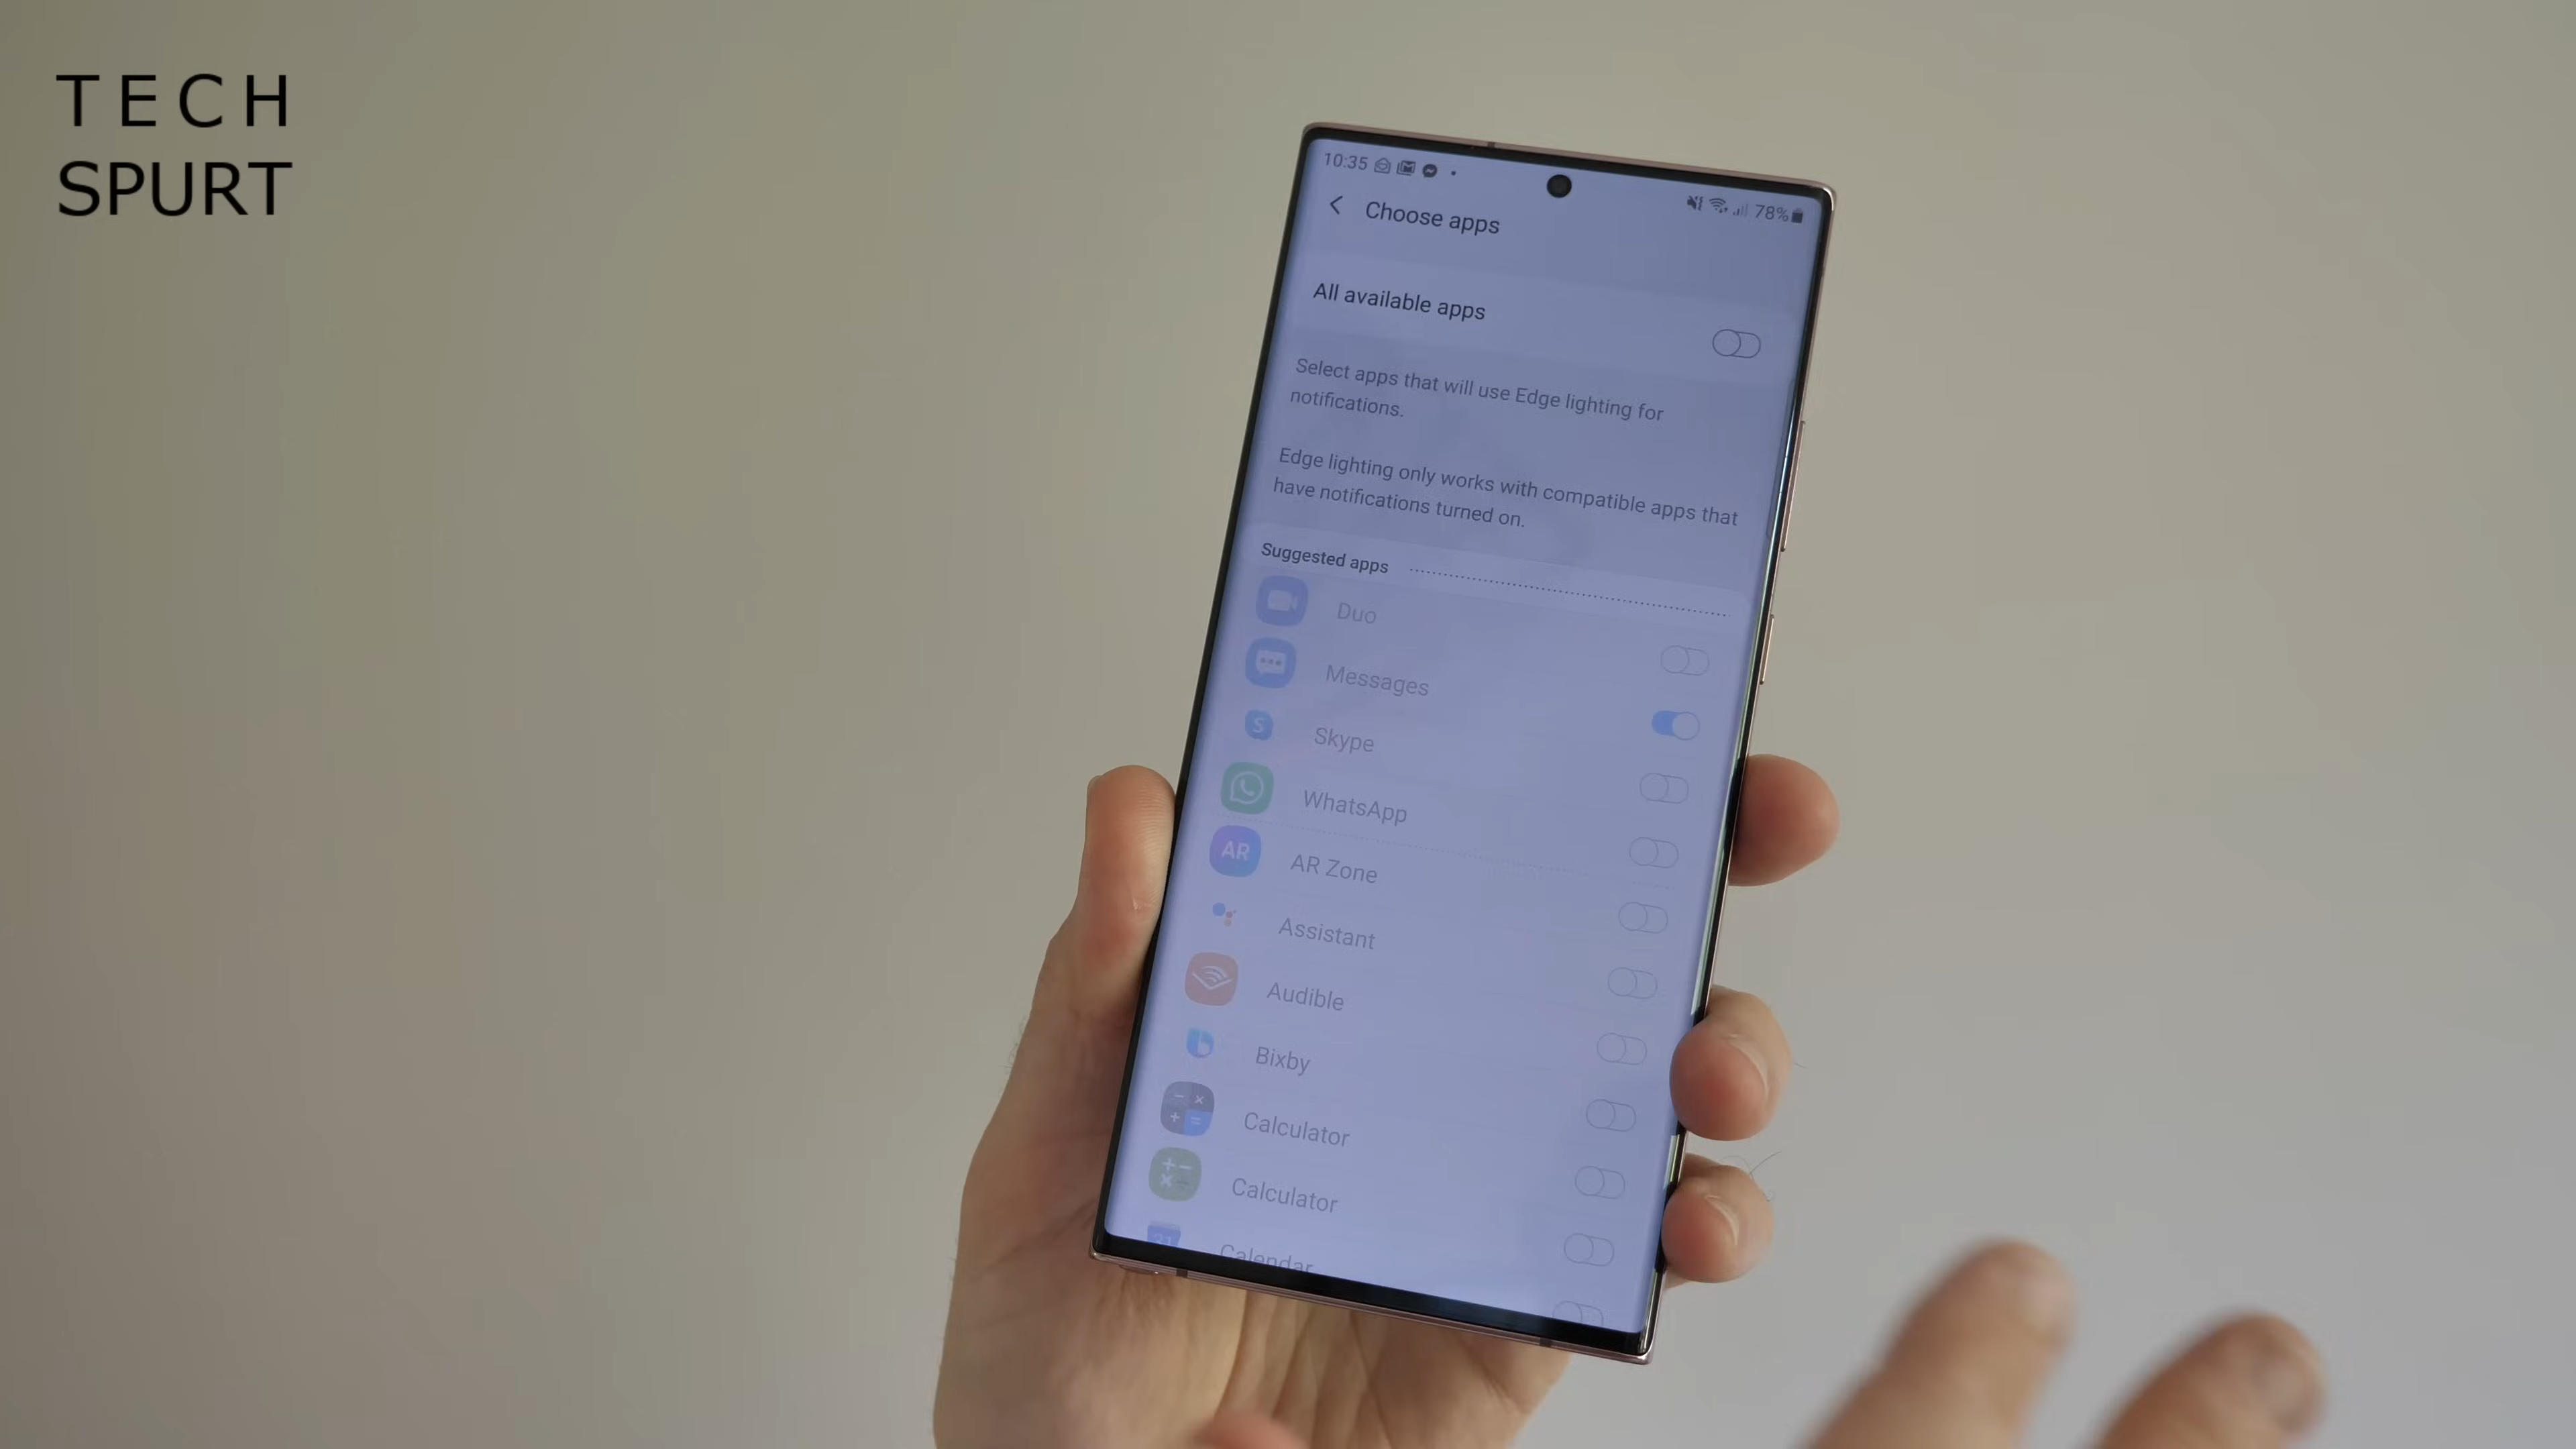 TECH
SPURT
10:35
78%
Choose apps
All available apps
Select apps that will use Edge lighting for
notifications.
Edge lighting only works with compatible apps that
have notifications turned on.
Suggested apps
Duo
Messages
S
Skype
WhatsApp
AR
AR Zone
Assistant
Audible
Bixby
Calculator
Calculator
31
Calendar